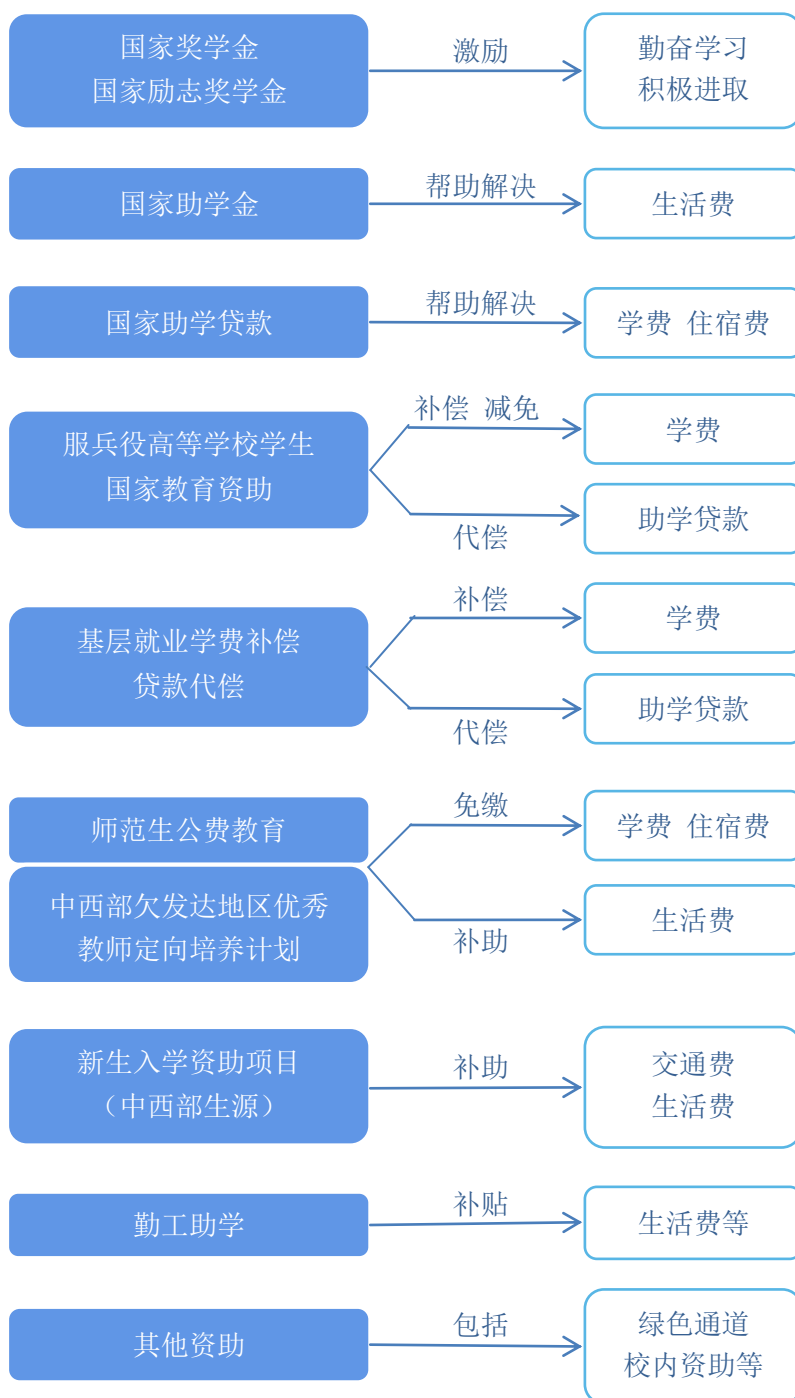 国家奖学金
国家励志奖学金
激励
勤奋学习
积极进取
国家助学金
帮助解决
生活费
国家助学贷款
帮助解决
学费 住宿费
服兵役高等学校学生
国家教育资助
补偿 减免
学费
代偿
助学贷款
基层就业学费补偿
贷款代偿
补偿
学费
代偿
助学贷款
师范生公费教育
中西部欠发达地区优秀
教师定向培养计划
免缴
学费 住宿费
补助
生活费
新生入学资助项目
（中西部生源）
补助
交通费
生活费
勤工助学
补贴
生活费等
其他资助
包括
绿色通道
校内资助等